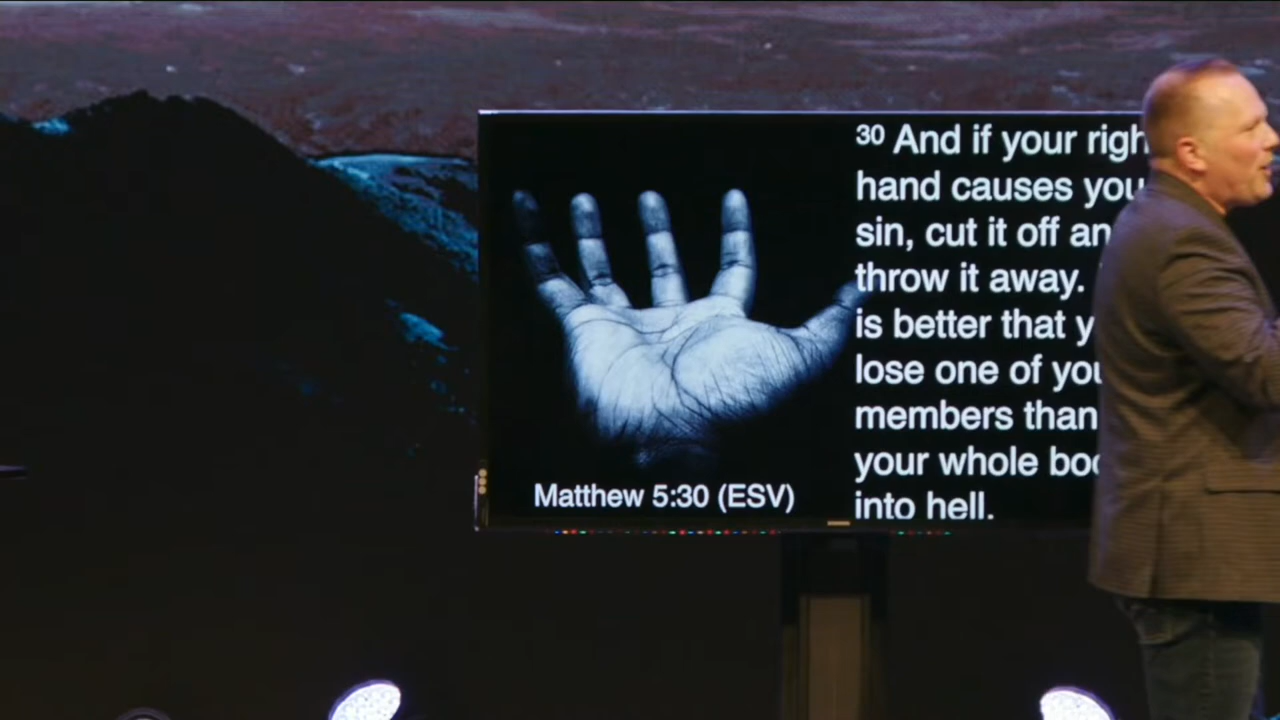 30 And if your righ
hand causes you
sin, cut it off an
throw it away.
is better that y
lose one of you
members than
your whole bo
into hell.
Matthew 5:30 (ESV)